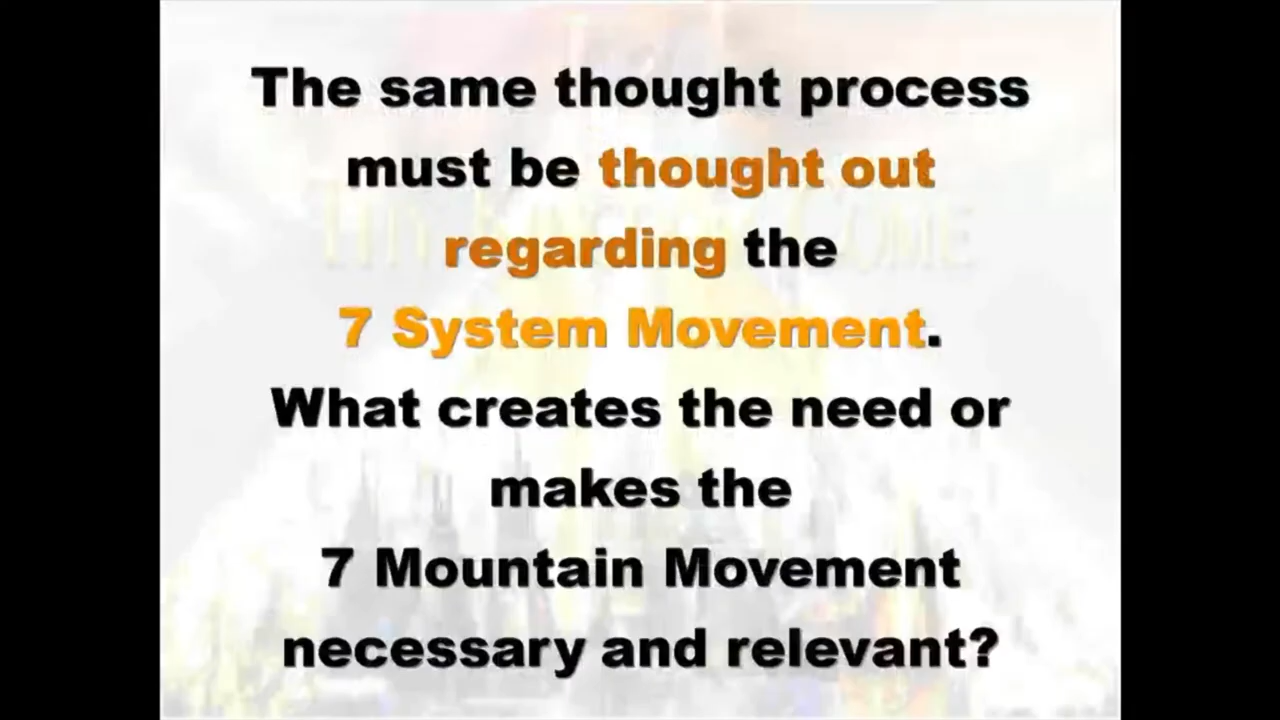 The same thought process
must be thought out
regarding the
7 System Movement.
What creates the need or
makes the
7 Mountain Movement
necessary and relevant?